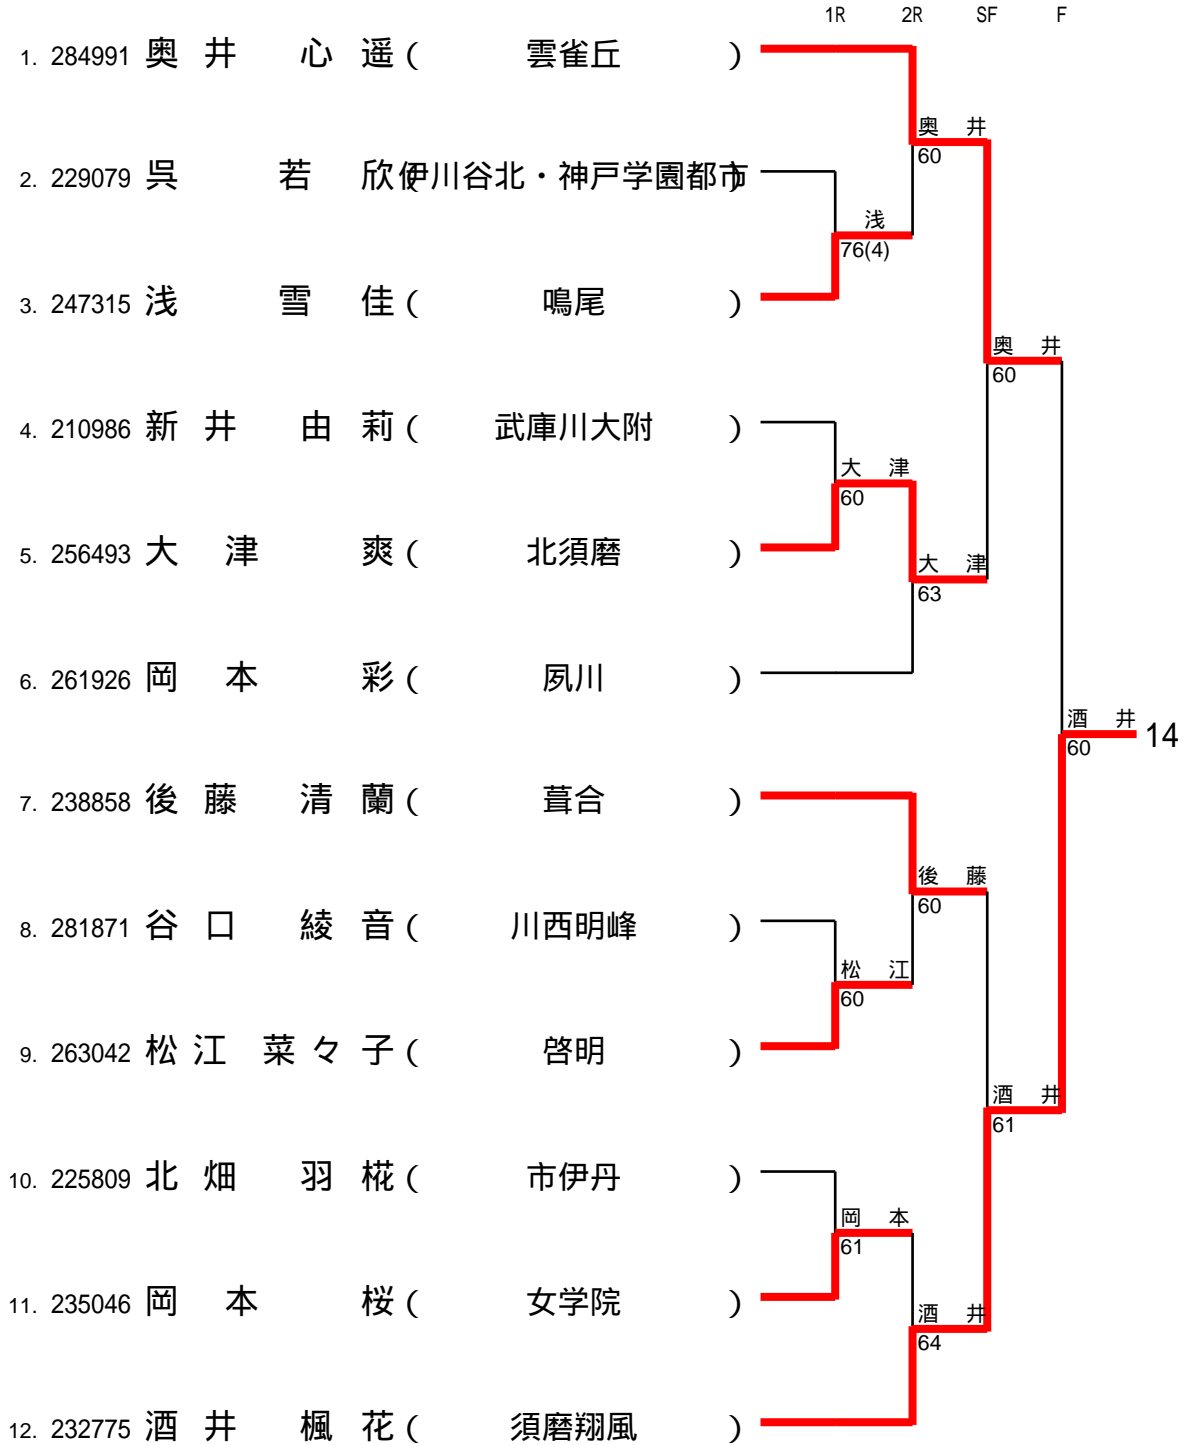 1R 2R SF F
1. 284991 奥井 心遥 ( 雲雀丘 )
奥井
60
2. 229079 呉 若欣 ( 伊川谷北・神戸学園都市 )
浅
76(4)
3. 247315 浅 雪佳 ( 鳴尾 )
奥井
60
4. 210986 新井 由莉 ( 武庫川大附 )
大津
60
5. 256493 大津 爽 ( 北須磨 )
大津
63
6. 261926 岡本 彩 ( 夙川 )
酒井
60 14
7. 238858 後藤 清蘭 ( 葺合 )
後藤
60
8. 281871 谷口 綾音 ( 川西明峰 )
松江
60
9. 263042 松江 菜々子 ( 啓明 )
酒井
61
10. 225809 北畑 羽椛 ( 市伊丹 )
岡本
61
11. 235046 岡本 桜 ( 女学院 )
酒井
64
12. 232775 酒井 楓花 ( 須磨翔風 )